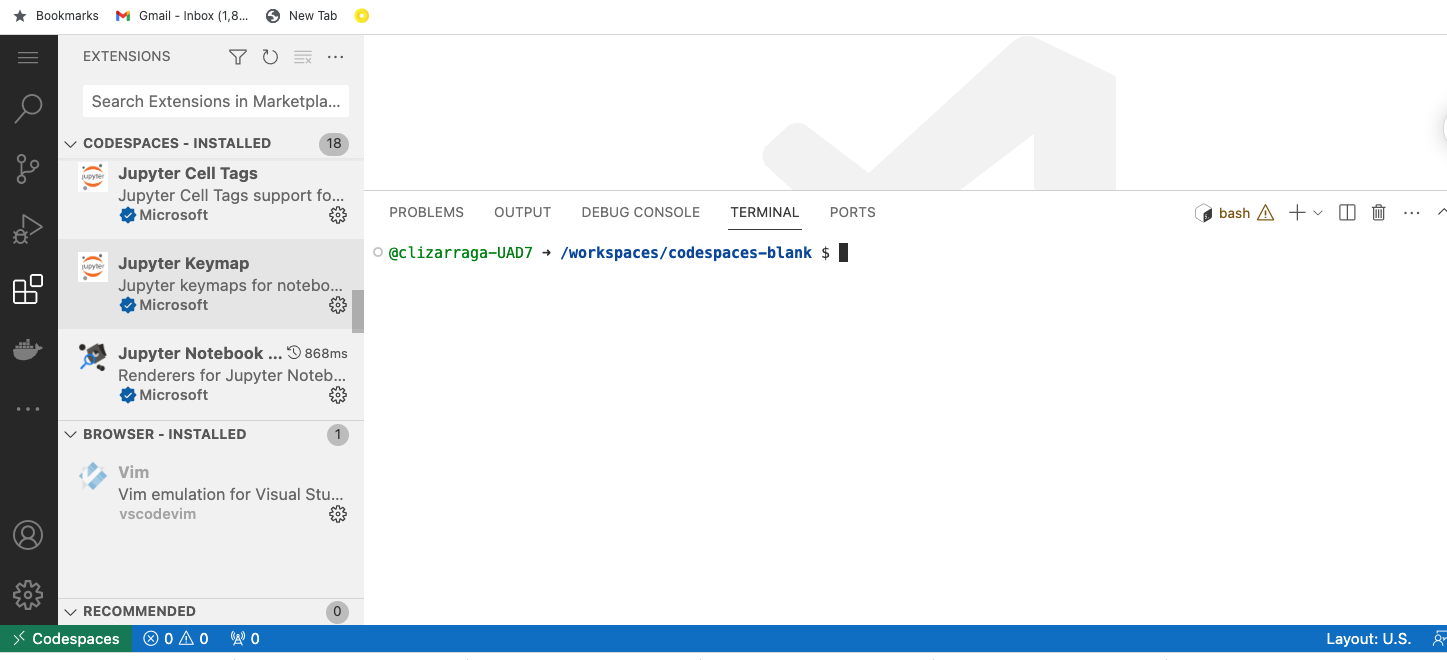 Bookmarks
Gmail - Inbox (1,8...
New Tab
EXTENSIONS
Search Extensions in Marketpla...
CODESPACES - INSTALLED
18
Jupyter Cell Tags
Jupyter Cell Tags support fo...
Microsoft
Jupyter Keymap
Jupyter keymaps for notebo...
Microsoft
Jupyter Notebook ... 868ms
Renderers for Jupyter Noteb...
Microsoft
BROWSER - INSTALLED
1
Vim
Vim emulation for Visual Stu...
vscodevim
RECOMMENDED
0
PROBLEMS
OUTPUT
DEBUG CONSOLE
TERMINAL
PORTS
bash
@clizarraga-UAD7 → /workspaces/codespaces-blank $
Codespaces
0
0
0
Layout: U.S.